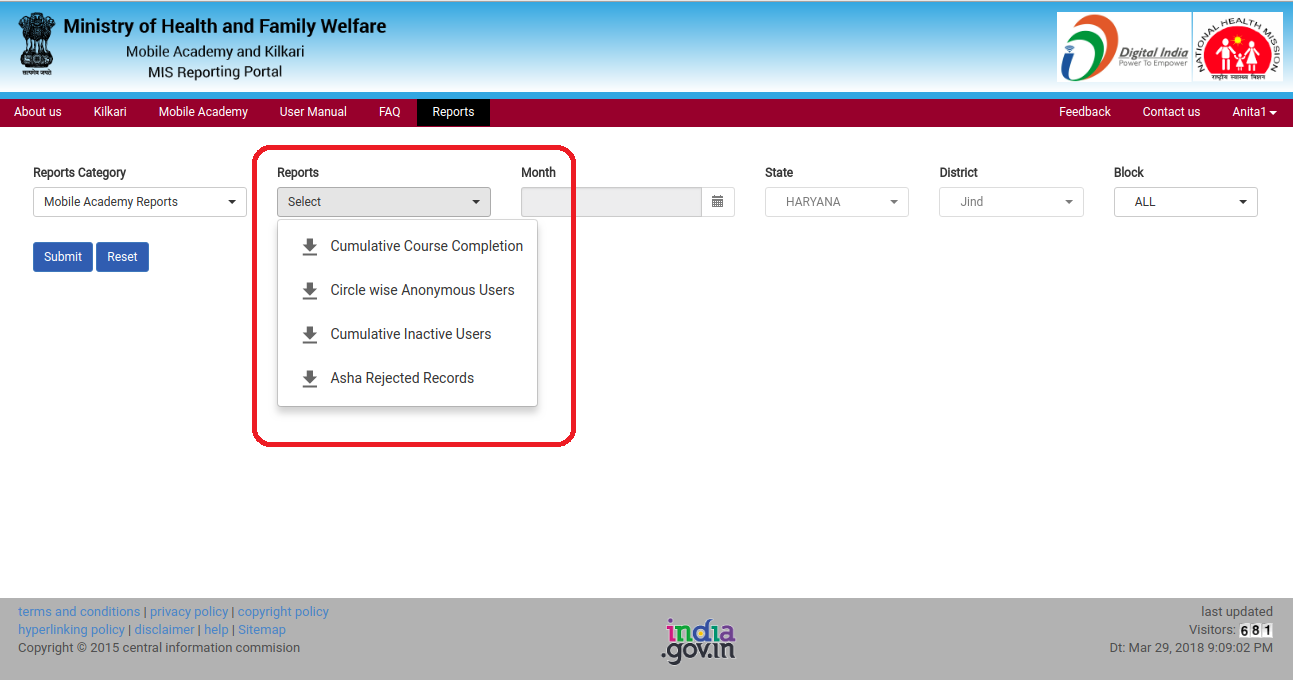 Ministry of Health and Family Welfare
Mobile Academy and Kilkari
MIS Reporting Portal
सत्यमेव जयते
Digital India
Power To Empower
NATIONAL HEALTH MISSION
राष्ट्रीय स्वास्थ्य मिशन
About us Kilkari Mobile Academy User Manual FAQ Reports Feedback Contact us Anita1
Reports Category Reports Month State District Block
Mobile Academy Reports Select HARYANA Jind ALL
Submit Reset
Cumulative Course Completion
Circle wise Anonymous Users
Cumulative Inactive Users
Asha Rejected Records
terms and conditions | privacy policy | copyright policy
hyperlinking policy | disclaimer | help | Sitemap
Copyright © 2015 central information commision
india
.gov.in
last updated
Visitors: 681
Dt: Mar 29, 2018 9:09:02 PM